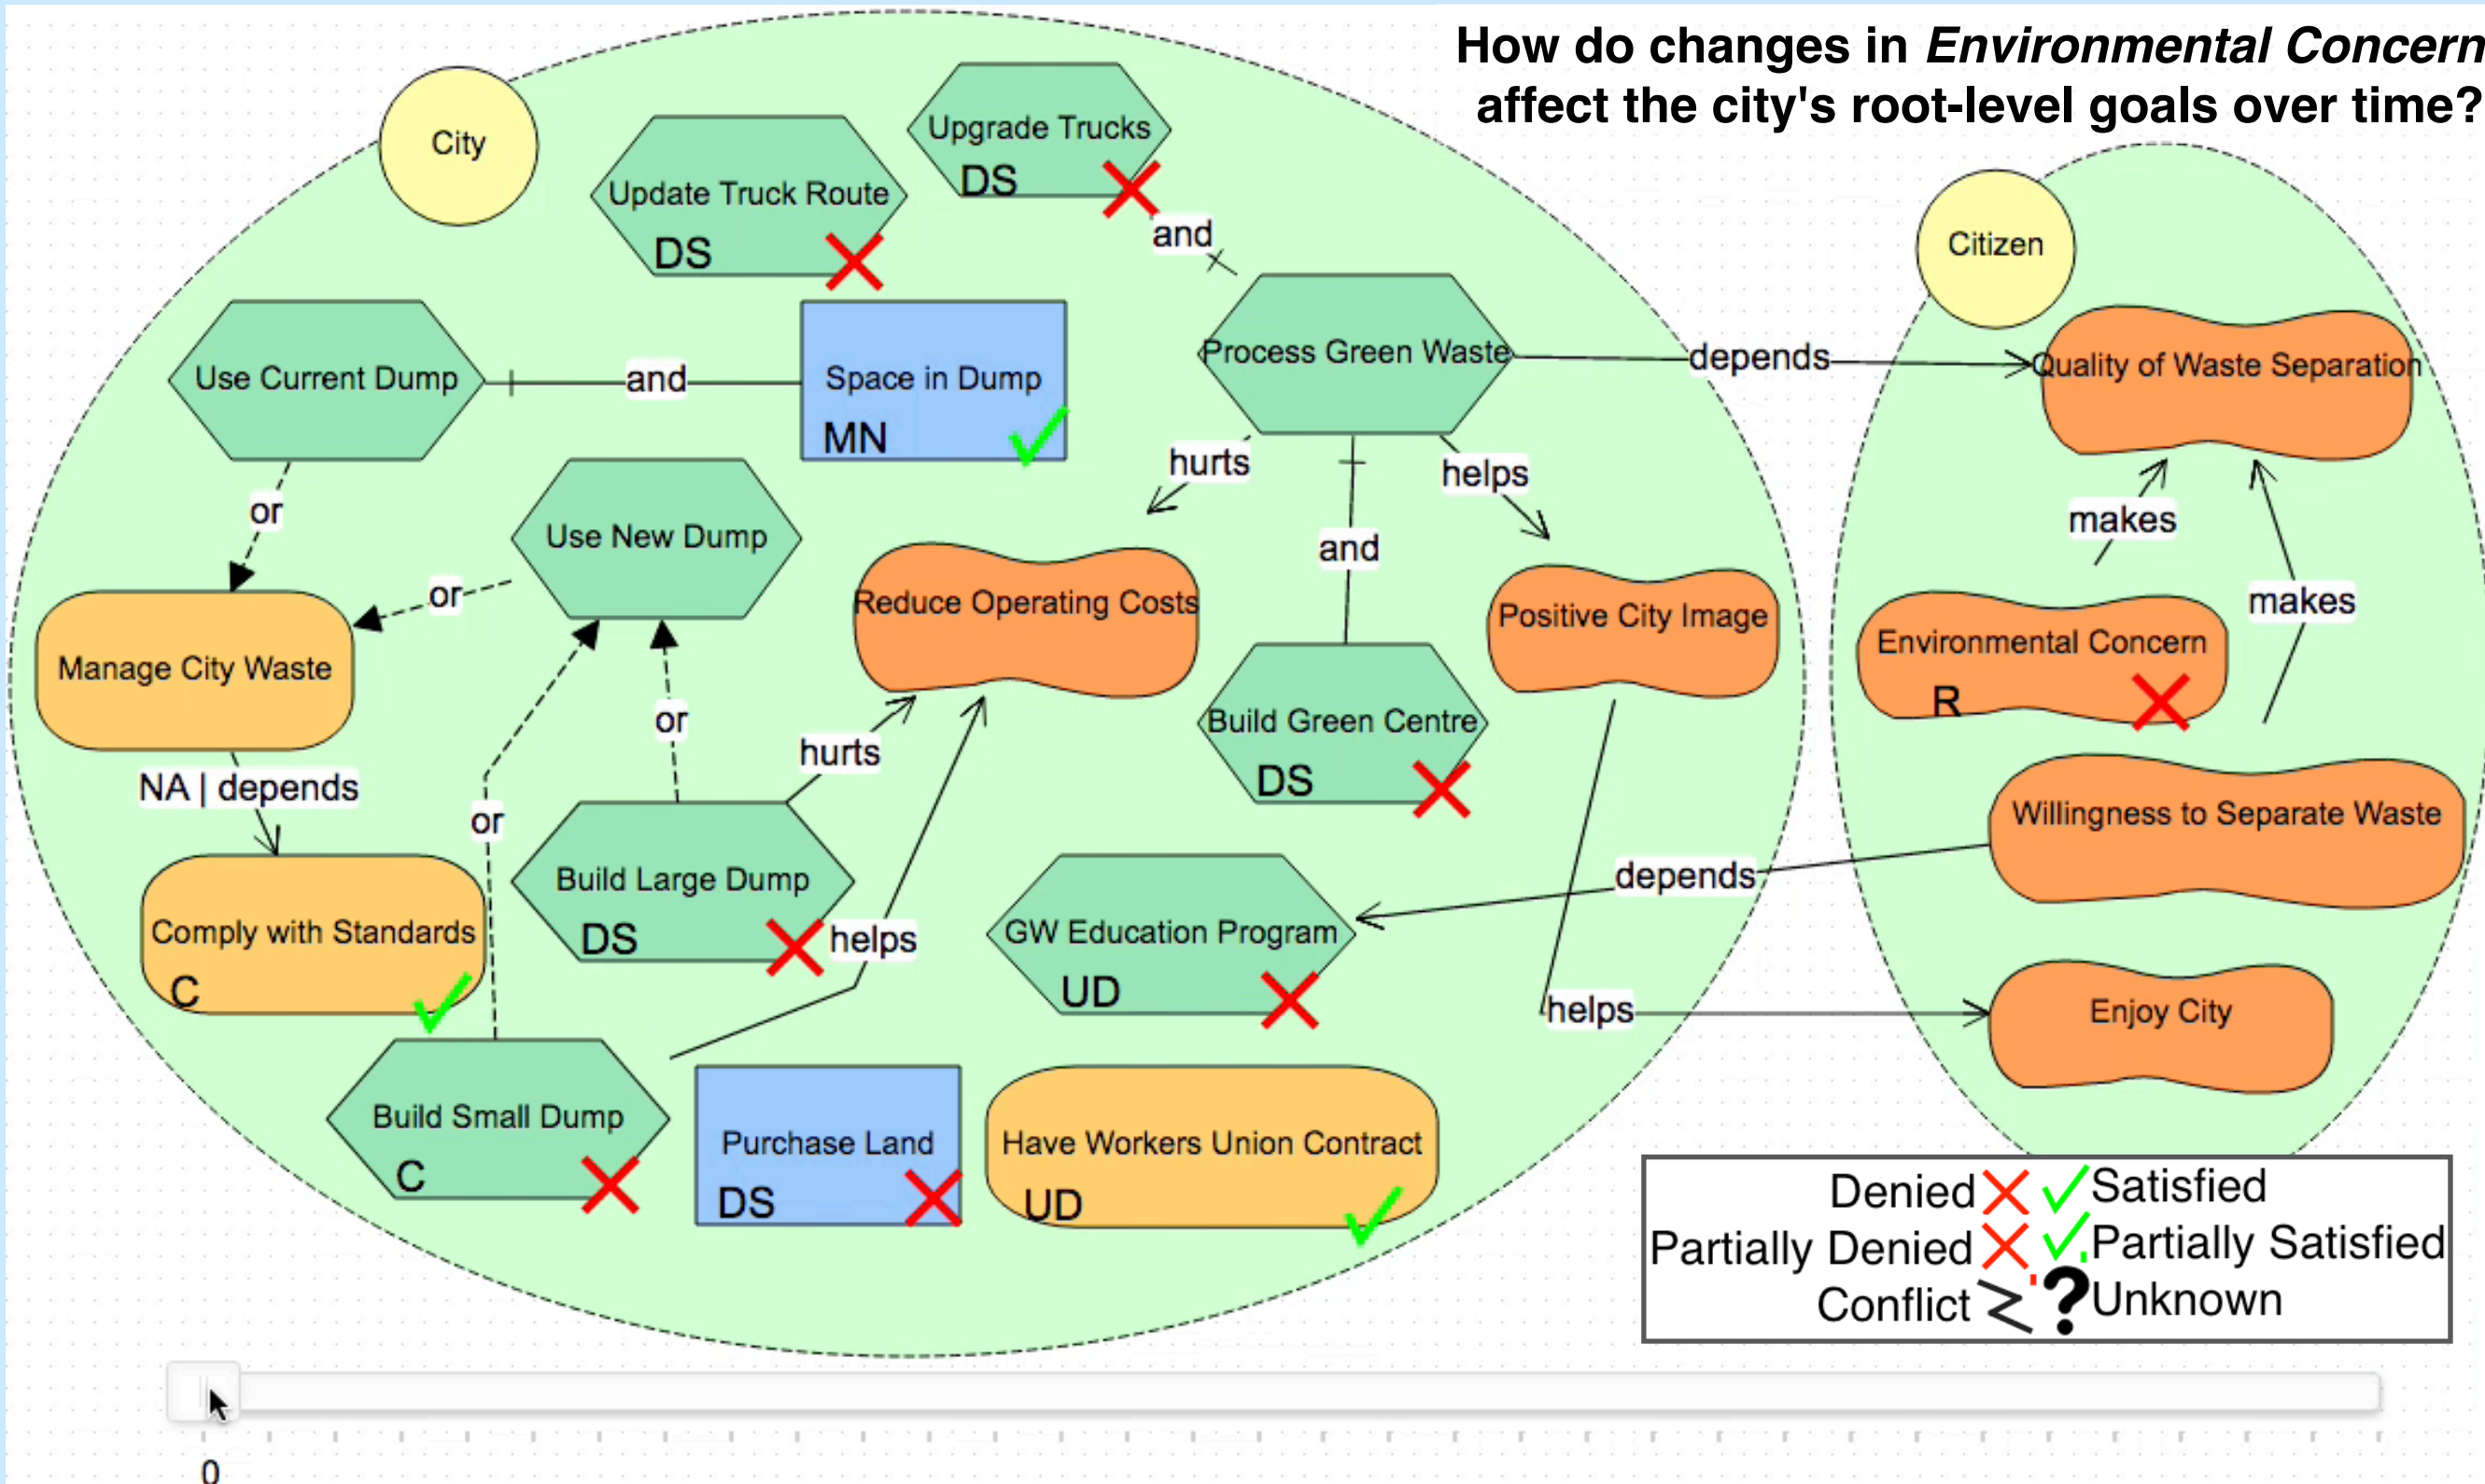 How do changes in Environmental Concern
affect the city's root-level goals over time?
City
Update Truck Route
DS
Upgrade Trucks
DS
and
Use Current Dump
and
Space in Dump
MN
Process Green Waste
depends
Citizen
Quality of Waste Separation
or
Use New Dump
or
hurts
helps
and
makes
makes
Manage City Waste
Reduce Operating Costs
Positive City Image
Environmental Concern
R
NA | depends
or
or
hurts
Build Green Centre
DS
Willingness to Separate Waste
depends
Comply with Standards
C
Build Large Dump
DS
helps
GW Education Program
UD
helps
Enjoy City
Build Small Dump
C
Purchase Land
DS
Have Workers Union Contract
UD
Denied Satisfied
Partially Denied Partially Satisfied
Conflict ? Unknown
0